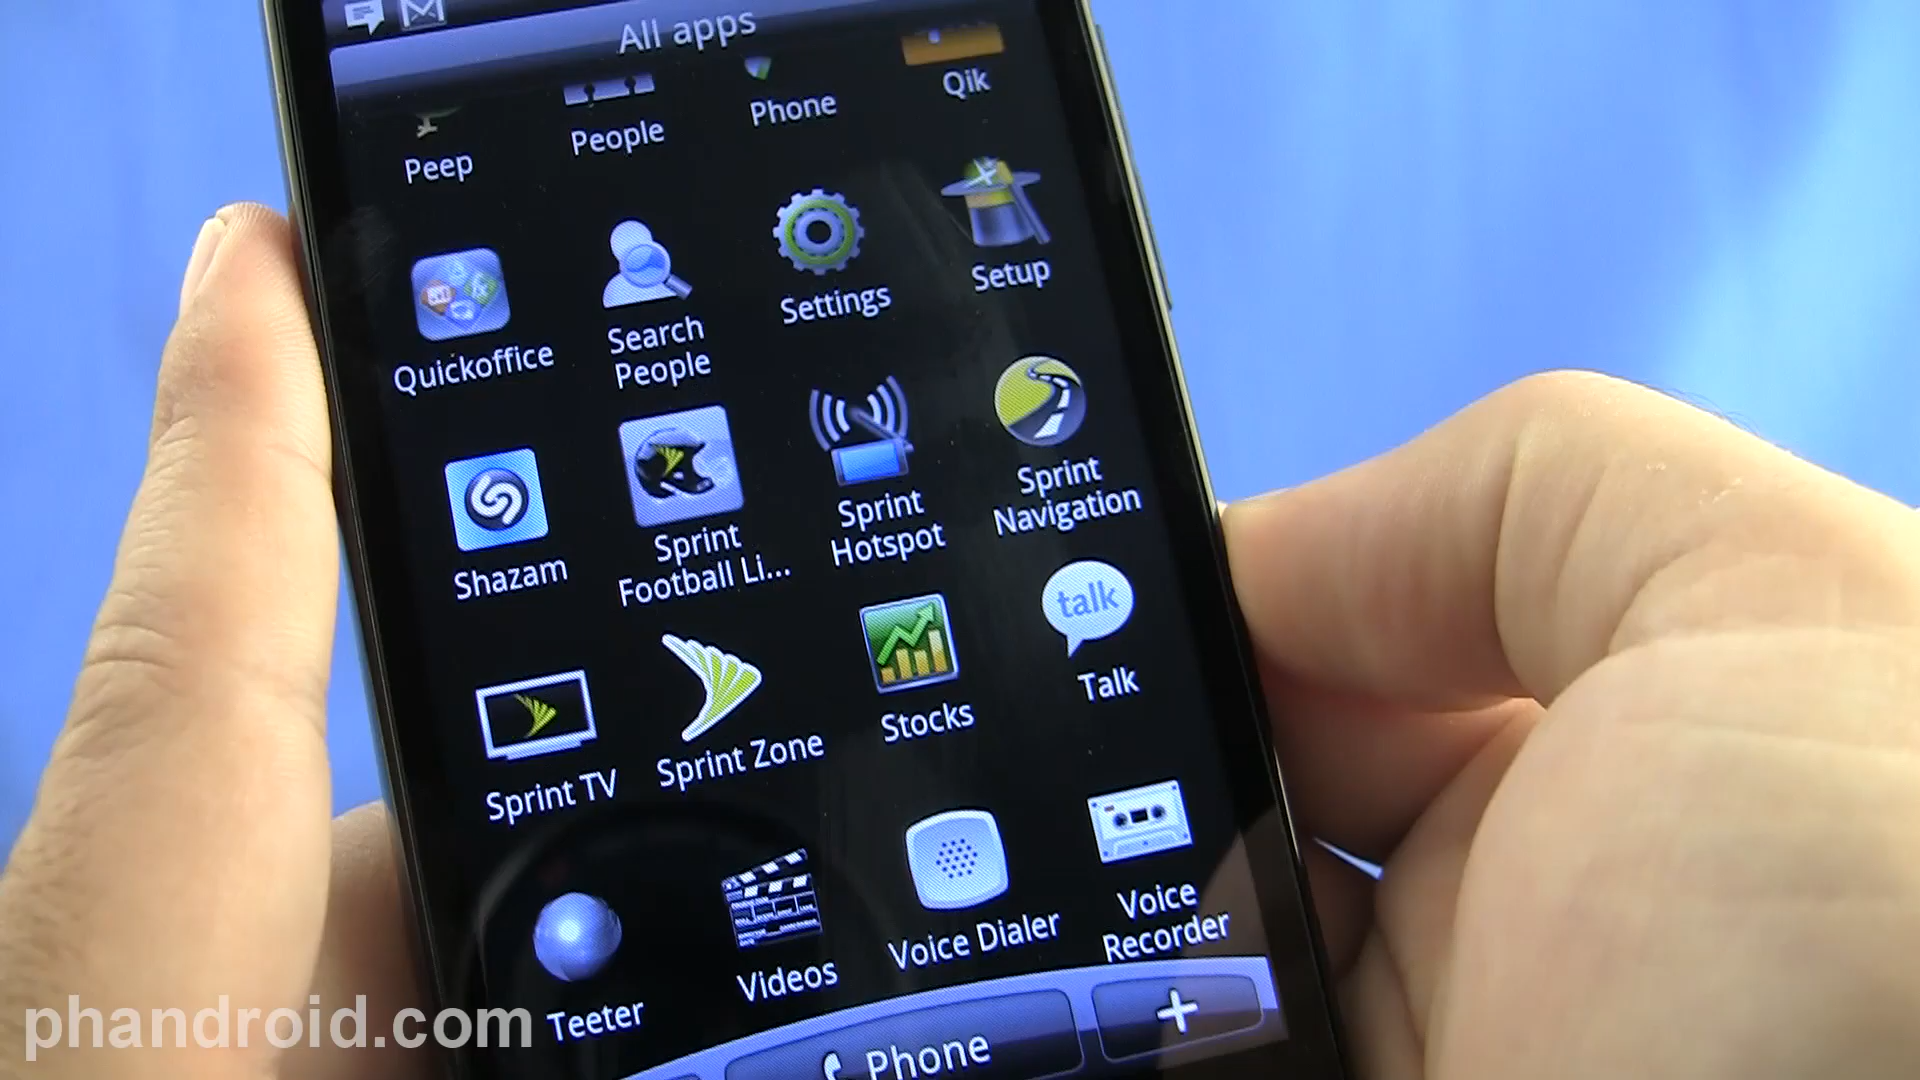 All apps
Peep
People
Phone
Qik
Quickoffice
Search
People
Settings
Setup
Shazam
Sprint
Football Li...
Sprint
Hotspot
Sprint
Navigation
Sprint TV
Sprint Zone
Stocks
talk
Talk
Teeter
Videos
Voice Dialer
Voice
Recorder
Phone
+
phandroid.com